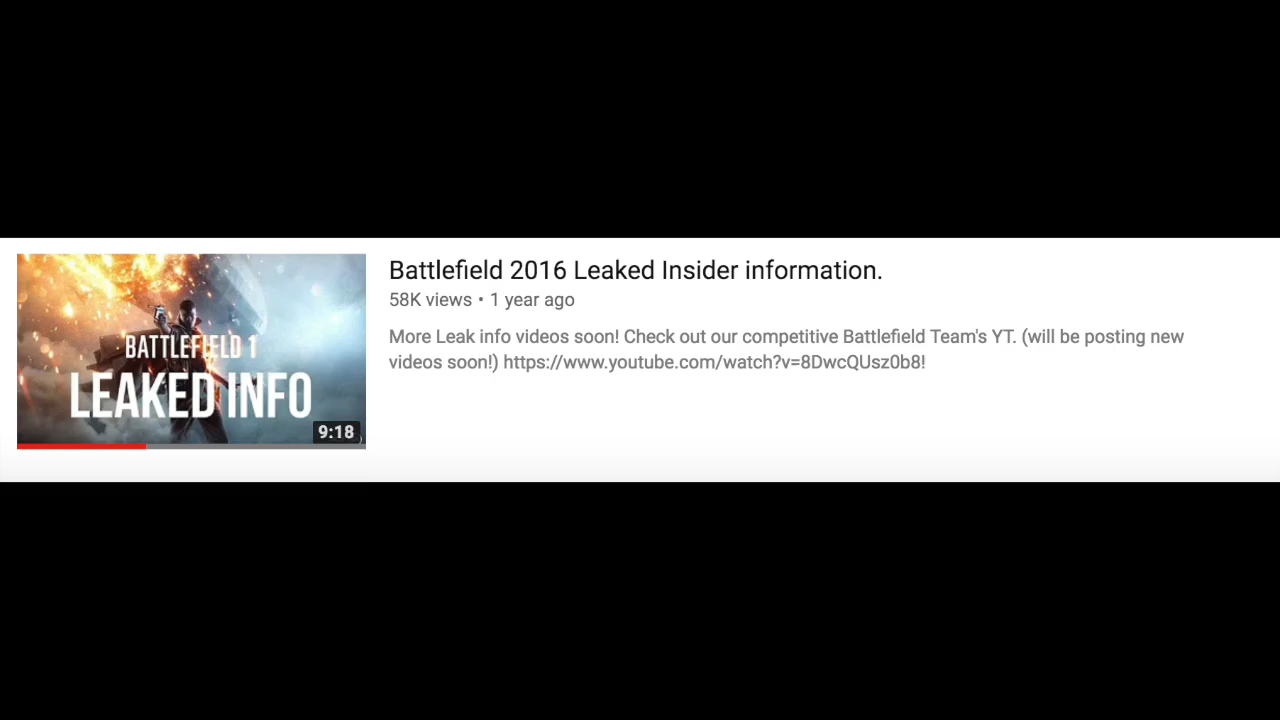 Battlefield 2016 Leaked Insider information.
58K views • 1 year ago
More Leak info videos soon! Check out our competitive Battlefield Team's YT. (will be posting new
videos soon!) https://www.youtube.com/watch?v=8DwcQUsz0b8!
BATTLEFIELD 1
LEAKED INFO
9:18